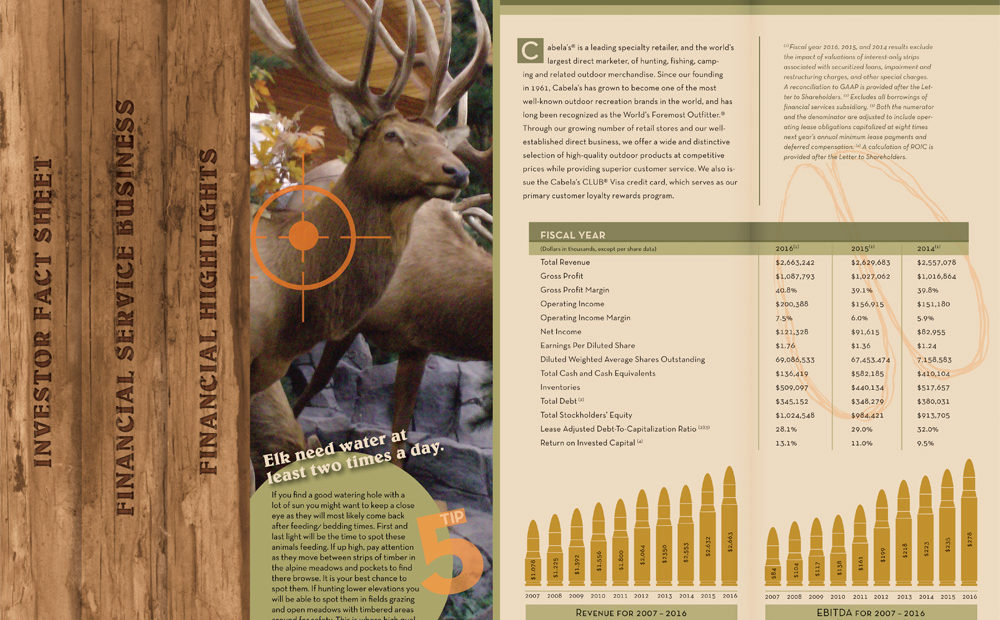 INVESTOR FACT SHEET
FINANCIAL SERVICE BUSINESS
FINANCIAL HIGHLIGHTS
Elk need water at
least two times a day.
If you find a good watering hole with a
lot of sun you might want to keep a close
eye as they will most likely come back
after feeding/ bedding times. First and
last light will be the time to spot these
animals feeding. If up high, pay attention
as they move between strips of timber in
the alpine meadows and pockets to find
there browse. It is your best chance to
spot them. If hunting lower elevations you
will be able to spot them in fields grazing
and open meadows with timbered areas
around for safety. This is where high qual
TIP
5
Cabela's® is a leading specialty retailer, and the world's
largest direct marketer, of hunting, fishing, camp-
ing and related outdoor merchandise. Since our founding
in 1961, Cabela's has grown to become one of the most
well-known outdoor recreation brands in the world, and has
long been recognized as the World's Foremost Outfitter.®
Through our growing number of retail stores and our well-
established direct business, we offer a wide and distinctive
selection of high-quality outdoor products at competitive
prices while providing superior customer service. We also is-
sue the Cabela's CLUB® Visa credit card, which serves as our
primary customer loyalty rewards program.
(1) Fiscal year 2016, 2015, and 2014 results exclude
the impact of valuations of interest-only strips
associated with securitized loans, impairment and
restructuring charges, and other special charges.
A reconciliation to GAAP is provided after the Let-
ter to Shareholders. (2) Excludes all borrowings of
financial services subsidiary. (3) Both the numerator
and the denominator are adjusted to include oper-
ating lease obligations capitalized at eight times
next year's annual minimum lease payments and
deferred compensation. (4) A calculation of ROIC is
provided after the Letter to Shareholders.
FISCAL YEAR
(Dollars in thousands, except per share data) 2016(1) 2015(1) 2014(1)
Total Revenue $2,663,242 $2,629,683 $2,557,078
Gross Profit $1,087,793 $1,027,062 $1,016,864
Gross Profit Margin 40.8% 39.1% 39.8%
Operating Income $200,388 $156,915 $151,180
Operating Income Margin 7.5% 6.0% 5.9%
Net Income $121,328 $91,615 $82,955
Earnings Per Diluted Share $1.76 $1.36 $1.24
Diluted Weighted Average Shares Outstanding 69,086,533 67,453,474 7,158,583
Total Cash and Cash Equivalents $136,419 $582,185 $410,104
Inventories $509,097 $440,134 $517,657
Total Debt (2) $345,152 $348,279 $380,031
Total Stockholders' Equity $1,024,548 $984,421 $913,705
Lease Adjusted Debt-To-Capitalization Ratio (2)(3) 28.1% 29.0% 32.0%
Return on Invested Capital (4) 13.1% 11.0% 9.5%
$1,078 $1,225 $1,392 $1,556 $1,800 $2,064 $2350 $2,553 $2,632 $2,663
2007 2008 2009 2010 2011 2012 2013 2014 2015 2016
REVENUE FOR 2007 – 2016
$84 $104 $117 $138 $161 $199 $218 $223 $235 $278
2007 2008 2009 2010 2011 2012 2013 2014 2015 2016
EBITDA FOR 2007 – 2016